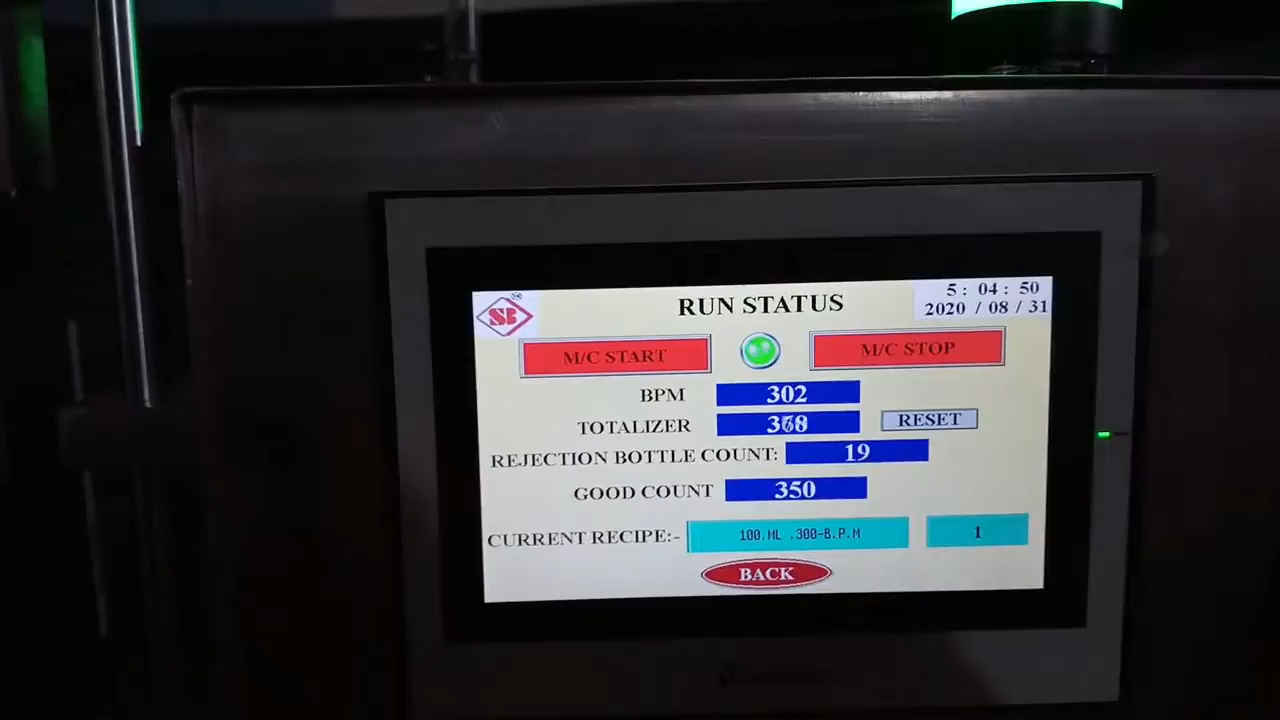 SB
RUN STATUS
5 : 04 : 50
2020 / 08 / 31
M/C START
M/C STOP
BPM 302
TOTALIZER RESET
REJECTION BOTTLE COUNT: 19
GOOD COUNT 350
CURRENT RECIPE:- 100.ML .300-B.P.M 1
BACK